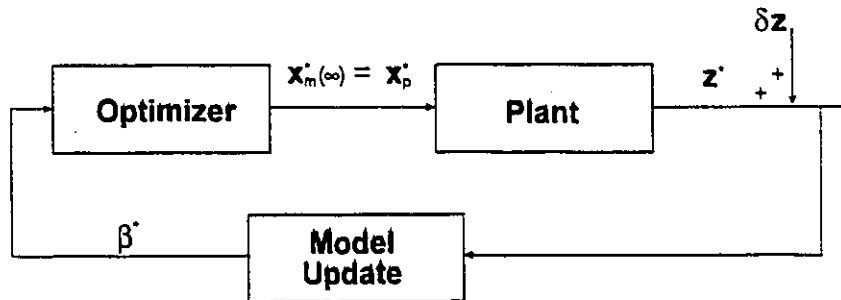 δz
x*m(∞) = x*p
z*
Optimizer
Plant
+
+
β*
Model
Update